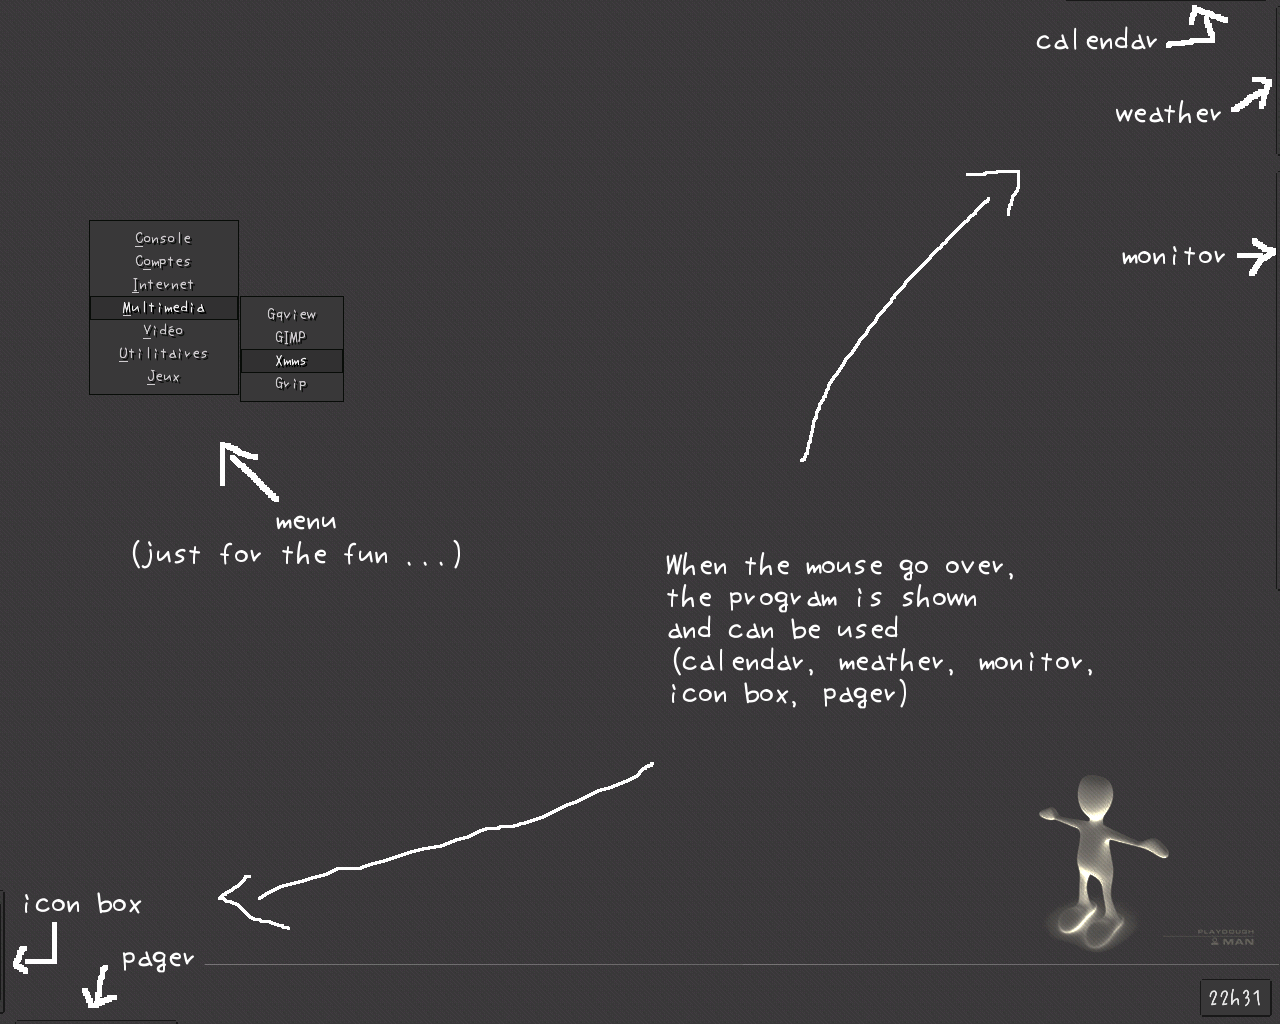 calendar
weather
monitor
Console
Comptes
Internet
Multimedia
Vidéo
Utilitaires
Jeux
Gqview
GIMP
Xmms
Grip
menu
(just for the fun ...)
When the mouse go over,
the program is shown
and can be used
(calendar, meather, monitor,
icon box, pager)
icon box
pager
PLAYDOUGH
& MAN
22h31